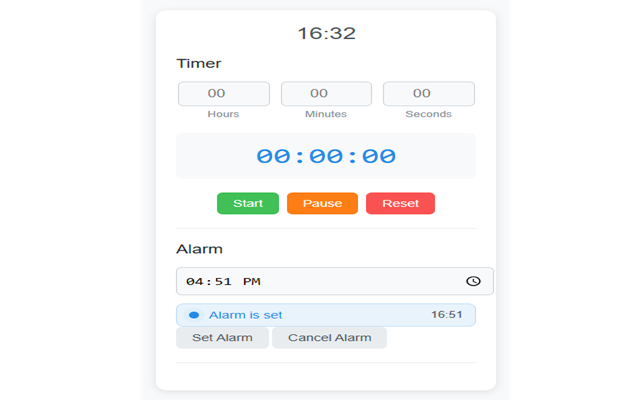 16:32
Timer
00 00 00
Hours Minutes Seconds
00:00:00
Start Pause Reset
Alarm
04:51 PM
Alarm is set 16:51
Set Alarm Cancel Alarm